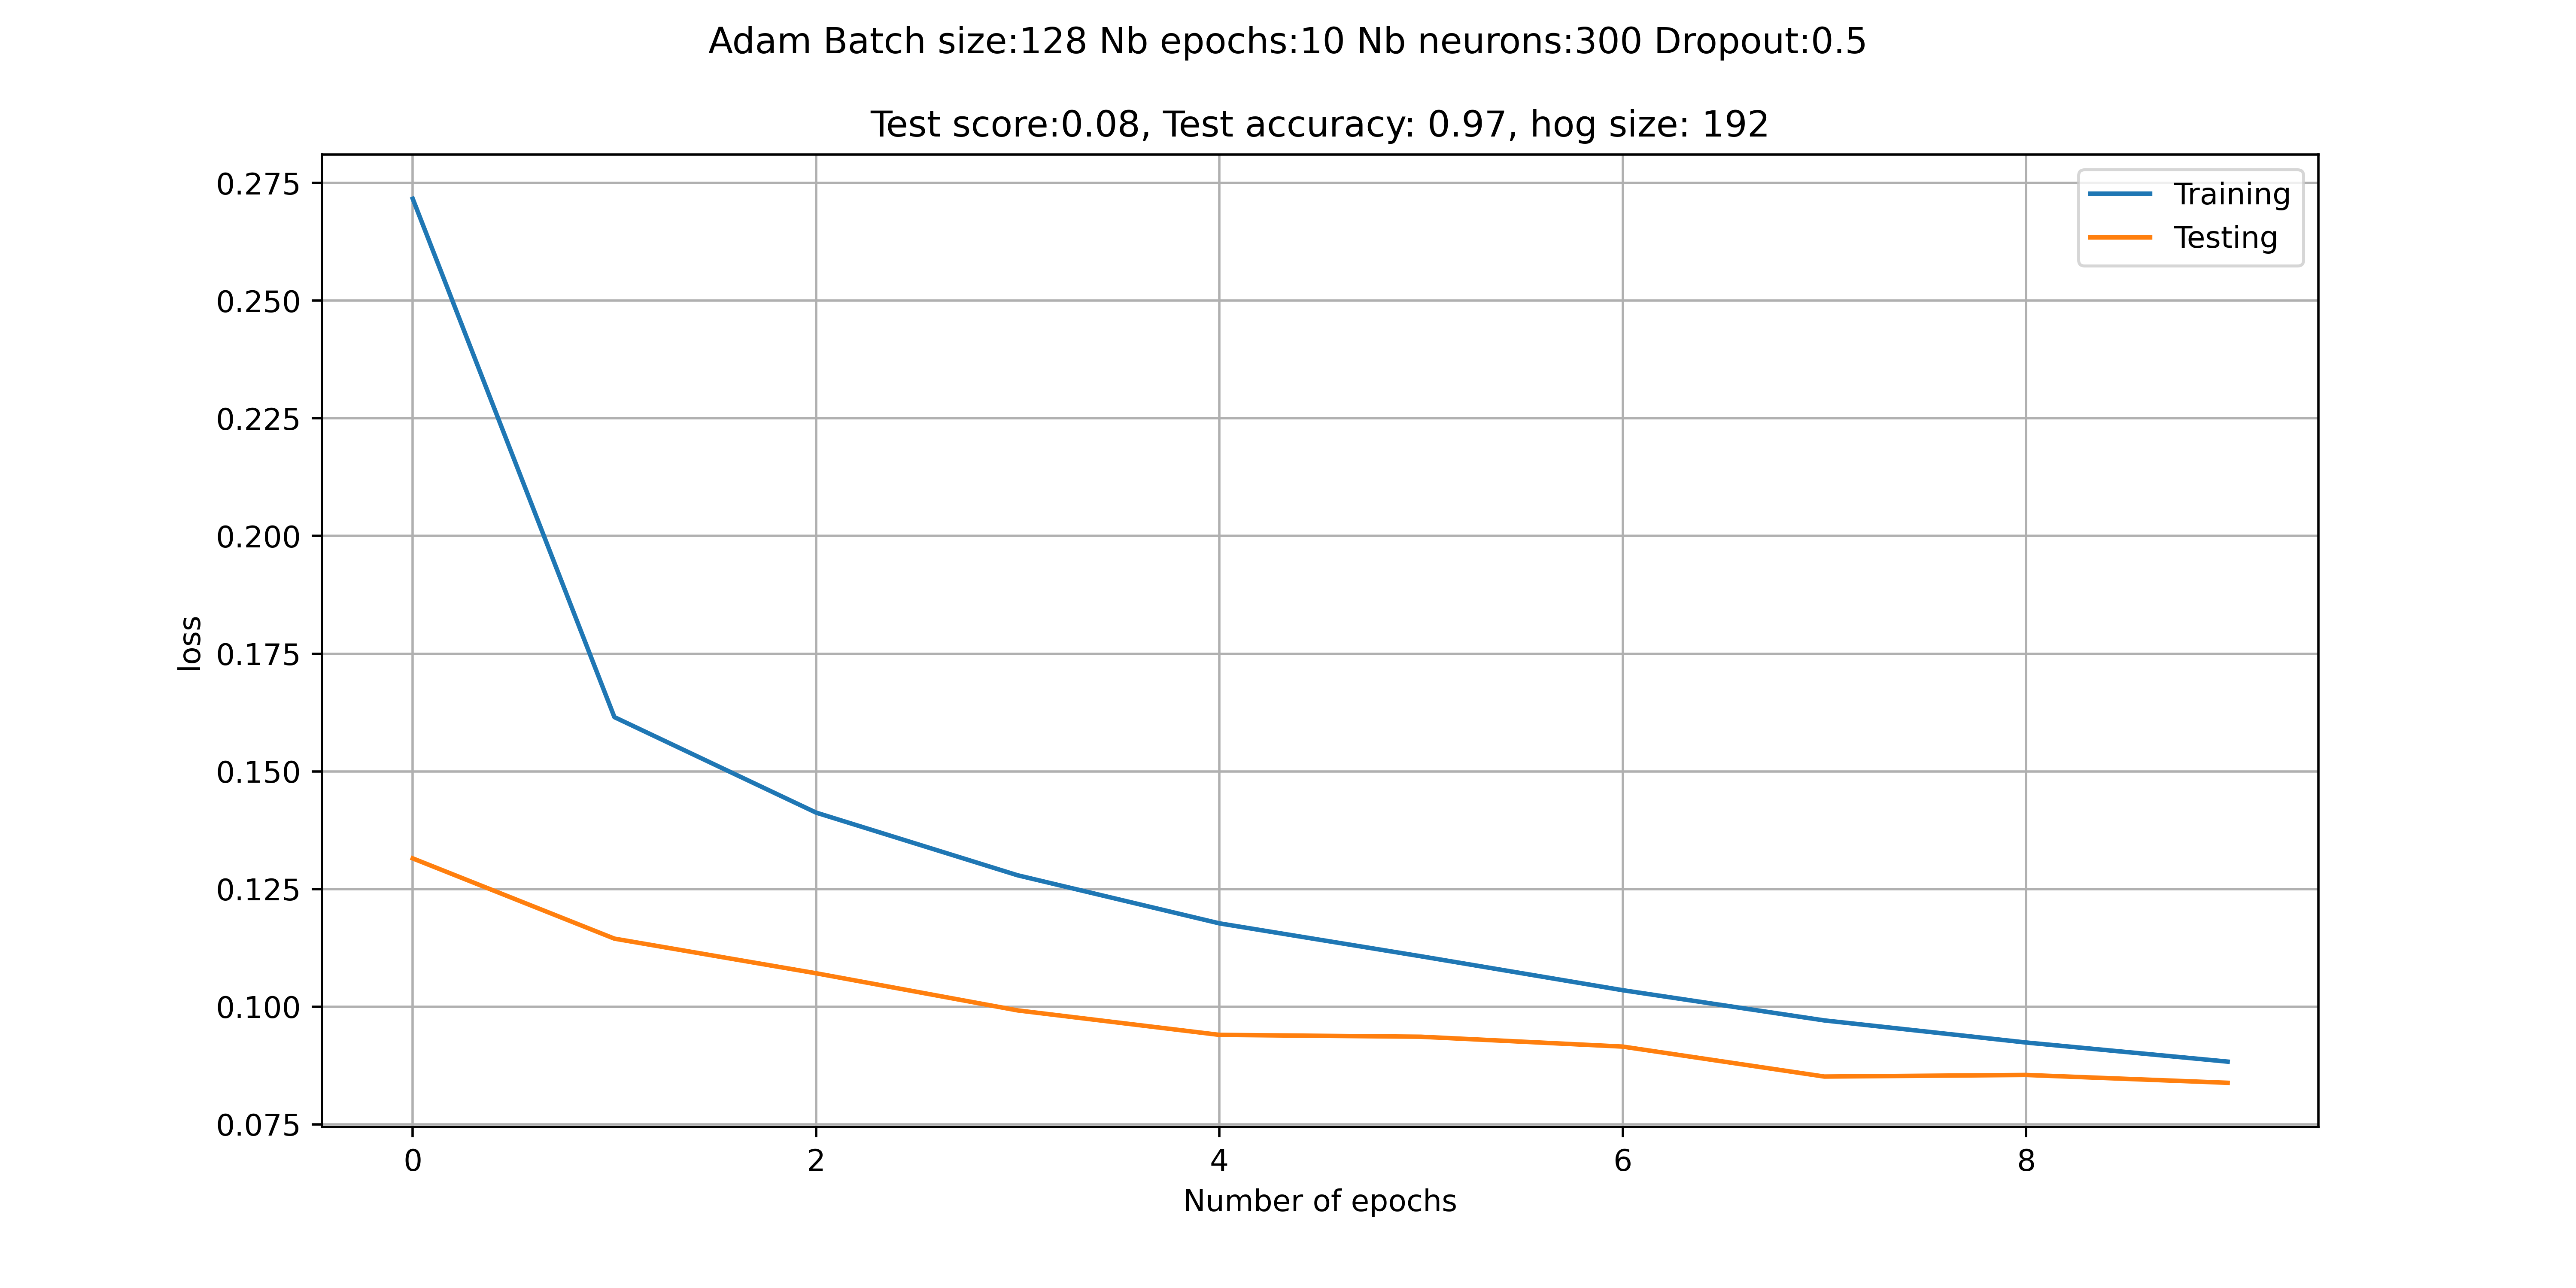 Adam Batch size:128 Nb epochs:10 Nb neurons:300 Dropout:0.5
Test score:0.08, Test accuracy: 0.97, hog size: 192
Training
Testing
0.275
0.250
0.225
0.200
0.175
0.150
0.125
0.100
0.075
loss
0 2 4 6 8
Number of epochs